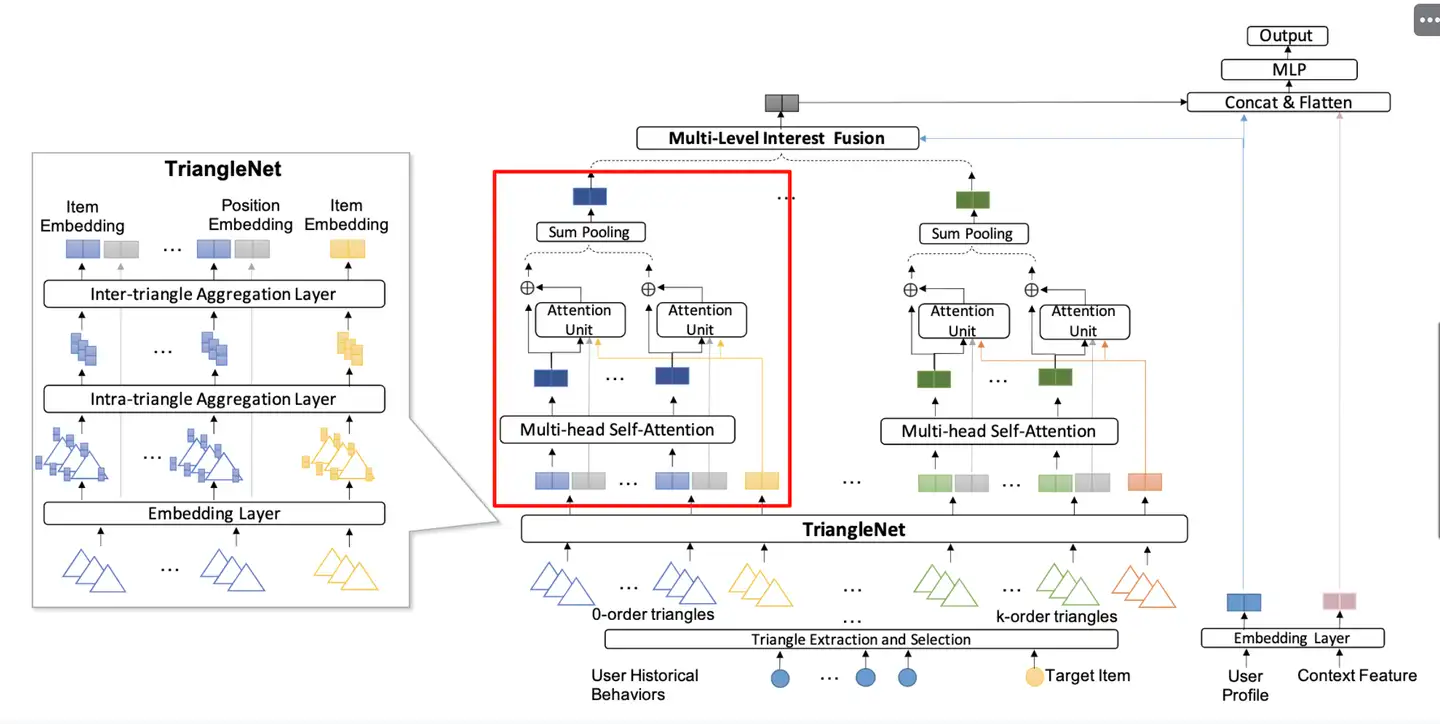 Output
MLP
Concat & Flatten
Multi-Level Interest Fusion
TriangleNet
Item
Embedding
Position
Embedding
Item
Embedding
...
Inter-triangle Aggregation Layer
...
Intra-triangle Aggregation Layer
...
Embedding Layer
...
...
Sum Pooling
Sum Pooling
Attention
Unit
Attention
Unit
Attention
Unit
Attention
Unit
...
...
Multi-head Self-Attention
Multi-head Self-Attention
...
...
...
TriangleNet
...
...
...
0-order triangles
...
k-order triangles
Triangle Extraction and Selection
User Historical
Behaviors
...
Target Item
Embedding Layer
User
Profile
Context Feature